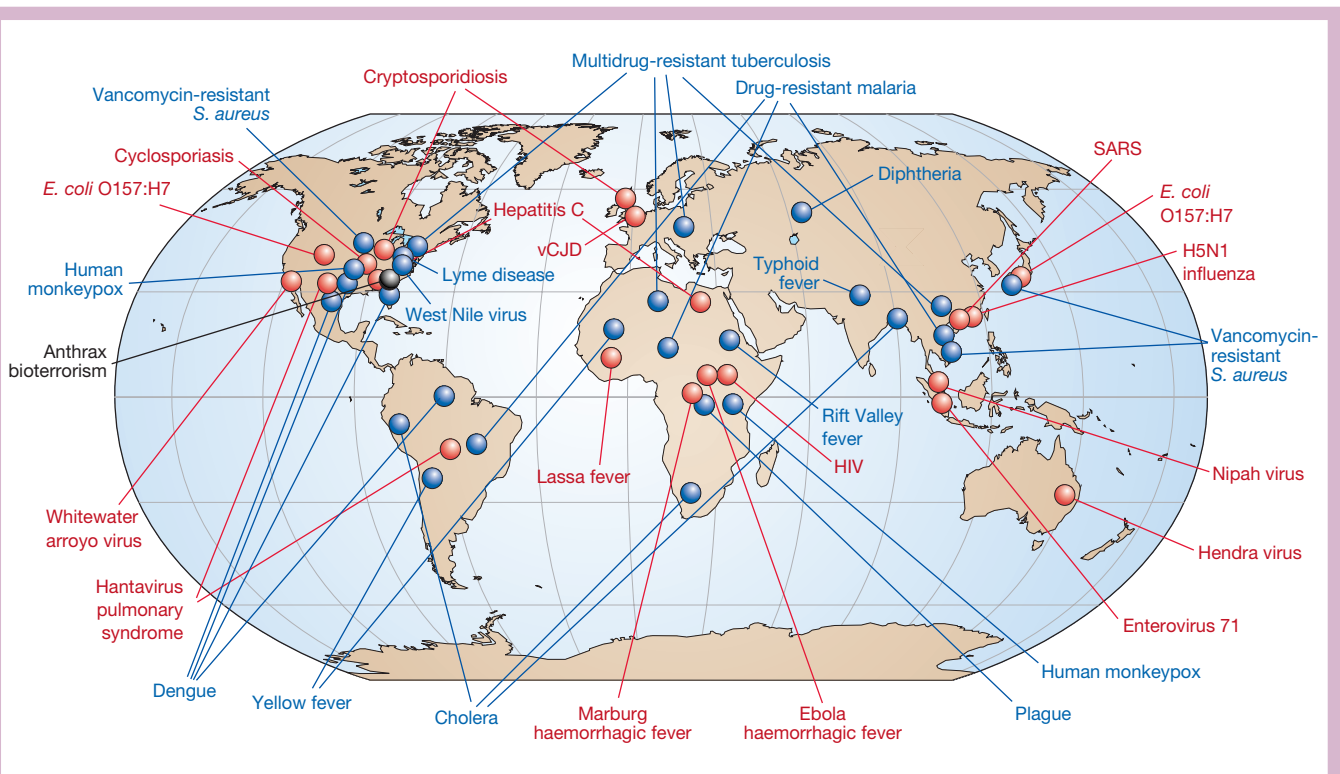 Multidrug-resistant tuberculosis
Cryptosporidiosis
Drug-resistant malaria
Vancomycin-resistant
S. aureus
Cyclosporiasis
SARS
E. coli O157:H7
Diphtheria
E. coli
O157:H7
Hepatitis C
vCJD
H5N1
influenza
Human
monkeypox
Lyme disease
Typhoid
fever
West Nile virus
Anthrax
bioterrorism
Vancomycin-
resistant
S. aureus
Rift Valley
fever
HIV
Lassa fever
Nipah virus
Whitewater
arroyo virus
Hendra virus
Hantavirus
pulmonary
syndrome
Enterovirus 71
Human monkeypox
Dengue
Yellow fever
Cholera
Marburg
haemorrhagic fever
Ebola
haemorrhagic fever
Plague